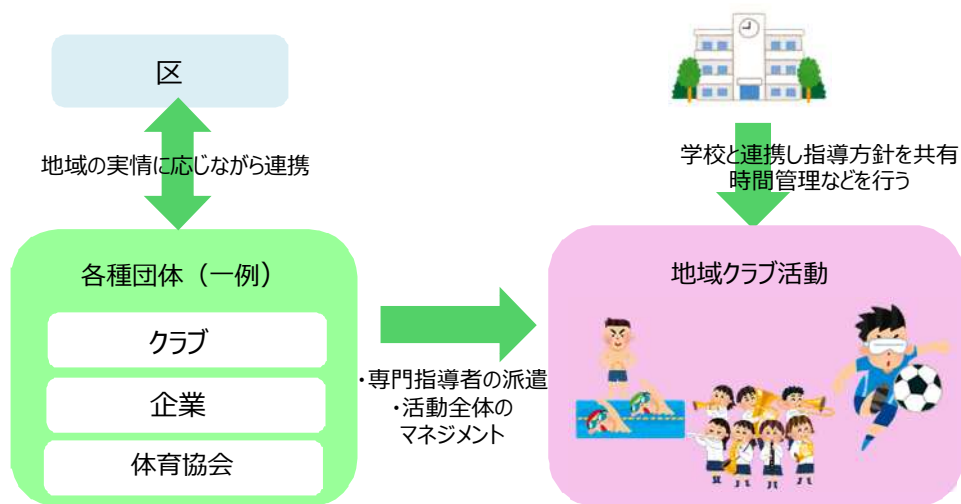 区
地域の実情に応じながら連携
学校と連携し指導方針を共有
時間管理などを行う
各種団体（一例）
クラブ
企業
体育協会
・専門指導者の派遣
・活動全体の
マネジメント
地域クラブ活動